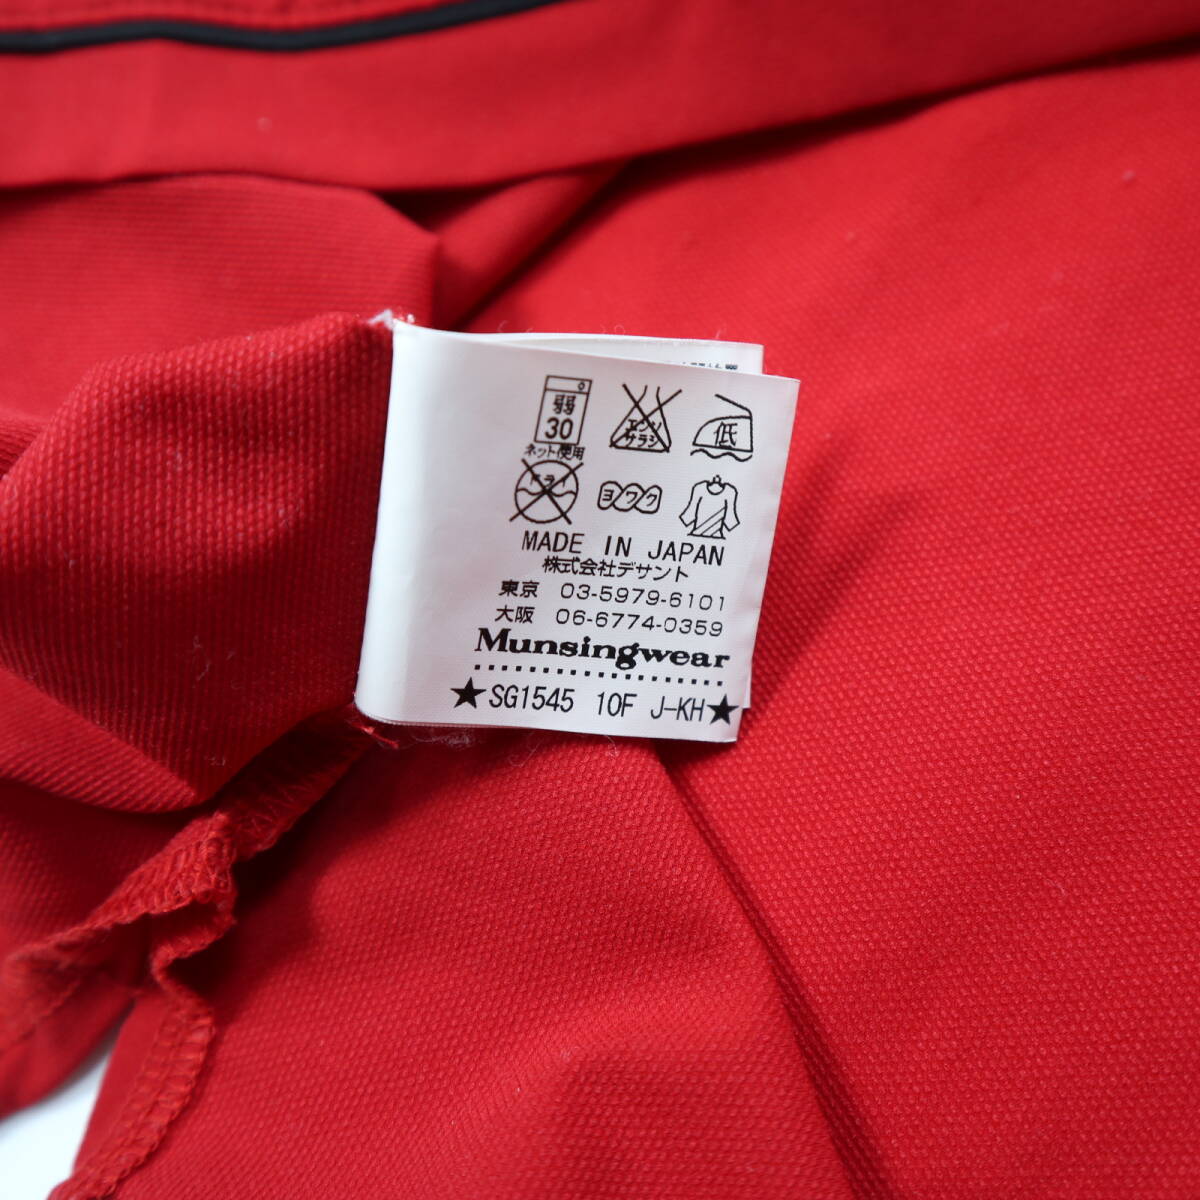 弱
30
ネット使用
エンソ
サラシ
低
ドライ
ヨワク
MADE IN JAPAN
株式会社デサント
東京 03-5979-6101
大阪 06-6774-0359
Munsingwear
★SG1545 10F J-KH★